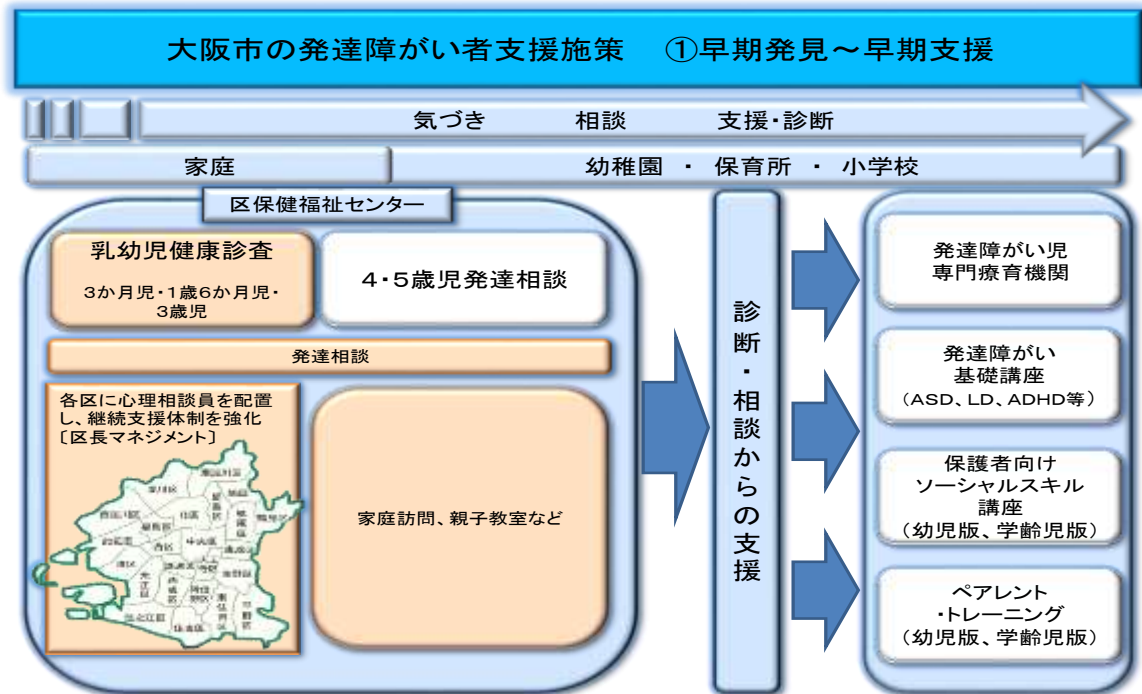 大阪市の発達障がい者支援施策　①早期発見～早期支援
気づき　相談　支援・診断
家庭
幼稚園　・　保育所　・　小学校
区保健福祉センター
乳幼児健康診査
3か月児・1歳6か月児・
3歳児
4・5歳児発達相談
発達相談
各区に心理相談員を配置
し、継続支援体制を強化
〔区長マネジメント〕
家庭訪問、親子教室など
診断・相談からの支援
発達障がい児
専門療育機関
発達障がい
基礎講座
（ASD、LD、ADHD等）
保護者向け
ソーシャルスキル
講座
（幼児版、学齢児版）
ペアレント
・トレーニング
（幼児版、学齢児版）